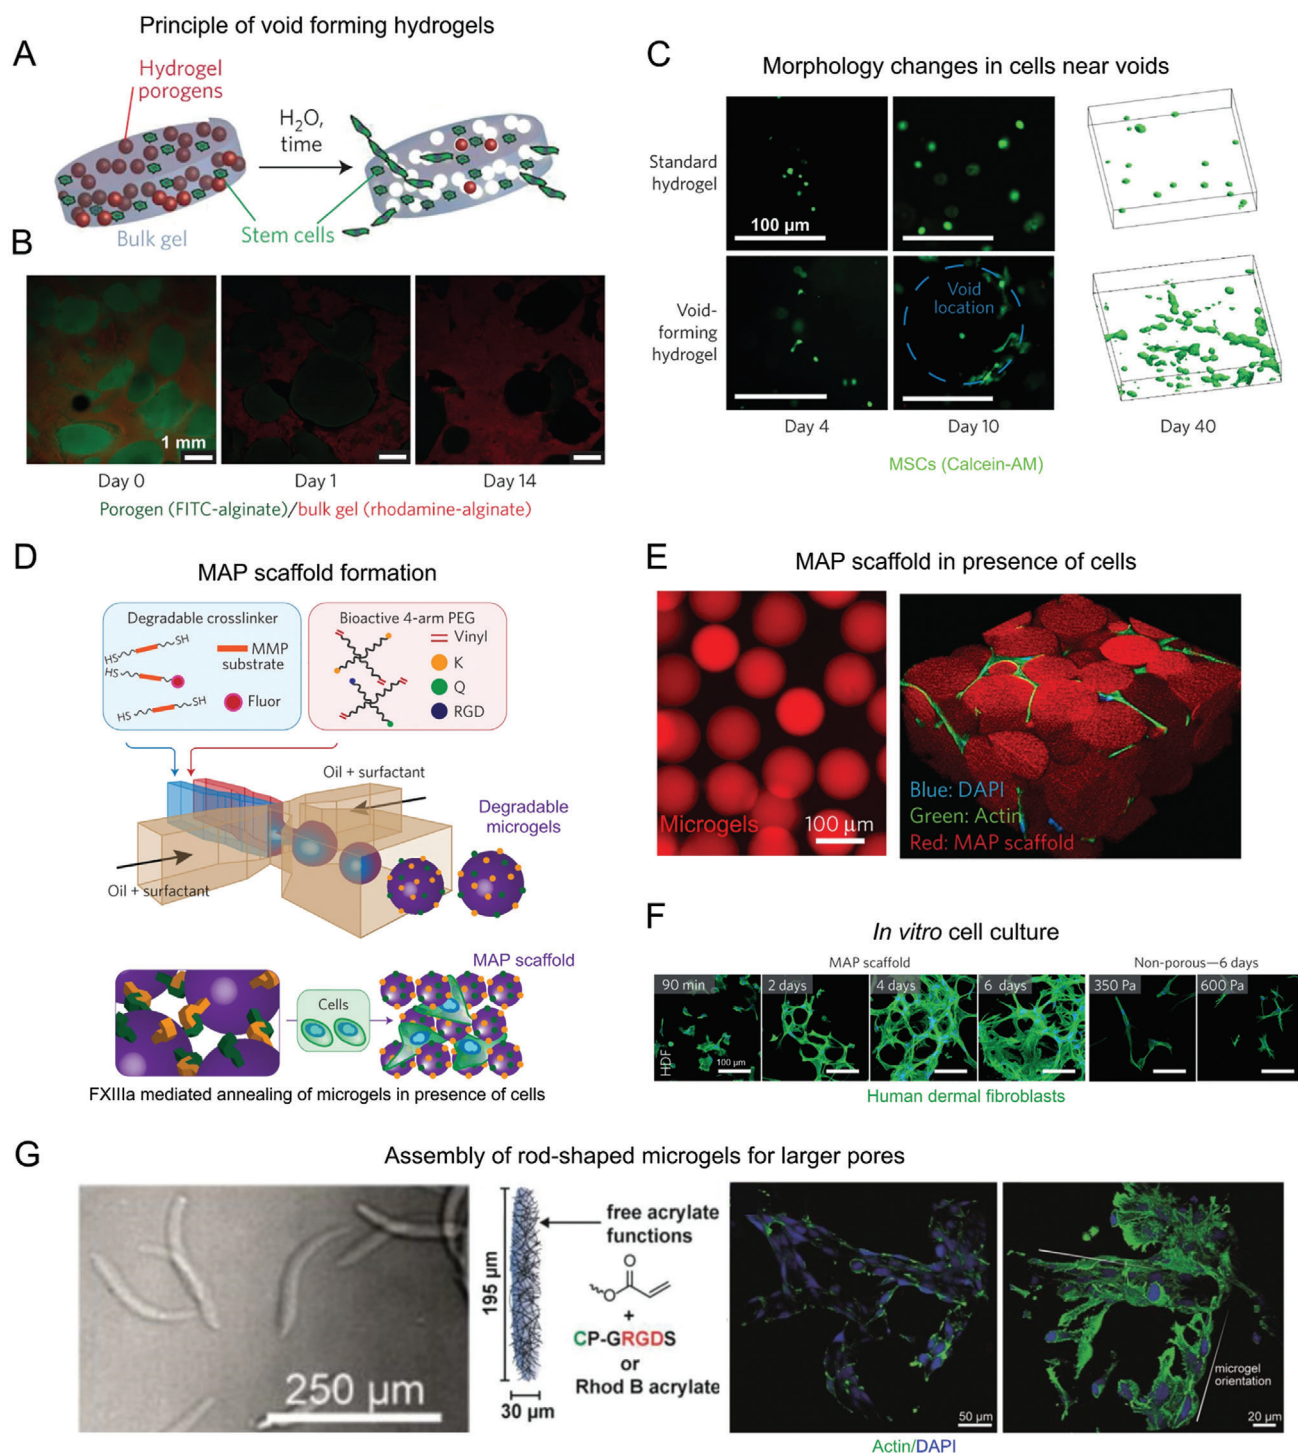 Principle of void forming hydrogels
A
Hydrogel
porogens
H₂O,
time
Bulk gel
Stem cells
B
1 mm
Day 0
Day 1
Day 14
Porogen (FITC-alginate)/bulk gel (rhodamine-alginate)
C
Morphology changes in cells near voids
Standard
hydrogel
100 µm
Void-
forming
hydrogel
Void
location
Day 4
Day 10
Day 40
MSCs (Calcein-AM)
D
MAP scaffold formation
Degradable crosslinker
SH
HS
HS
SH
HS
MMP
substrate
Fluor
Bioactive 4-arm PEG
Vinyl
K
Q
RGD
Oil + surfactant
Degradable
microgels
Oil + surfactant
MAP scaffold
Cells
FXIIIa mediated annealing of microgels in presence of cells
E
MAP scaffold in presence of cells
Microgels
100 µm
Blue: DAPI
Green: Actin
Red: MAP scaffold
F
In vitro cell culture
MAP scaffold
Non-porous—6 days
90 min
2 days
4 days
6 days
350 Pa
600 Pa
HDF
100 µm
Human dermal fibroblasts
G
Assembly of rod-shaped microgels for larger pores
250 µm
195 µm
30 µm
free acrylate
functions
O
O
+
CP-GRGDS
or
Rhod B acrylate
50 µm
microgel
orientation
20 µm
Actin/DAPI